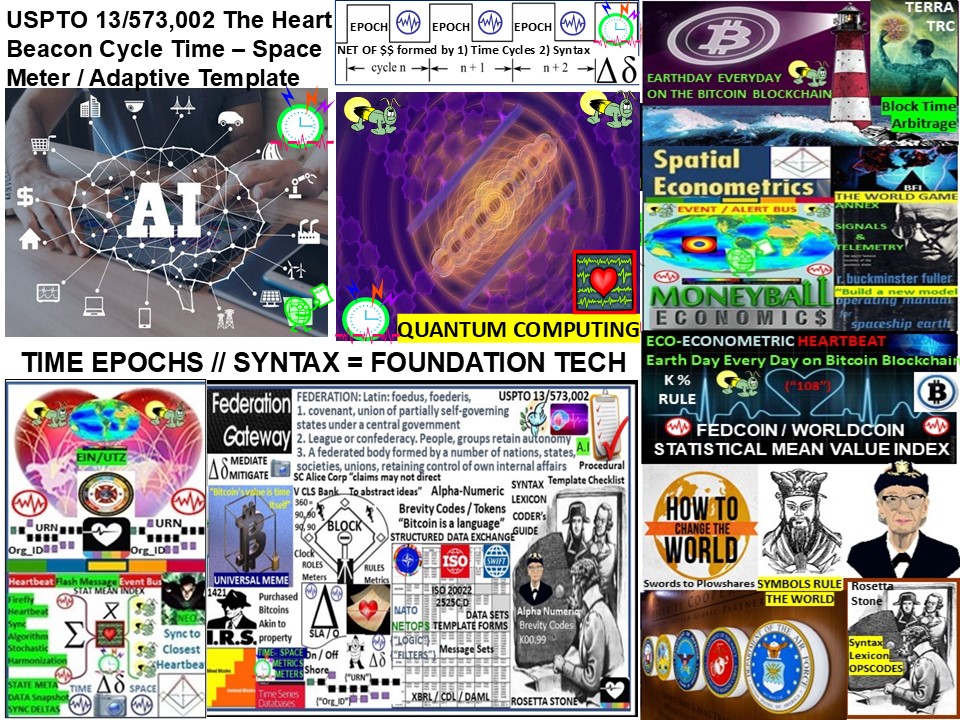 USPTO 13/573,002 The Heart
Beacon Cycle Time – Space
Meter / Adaptive Template
EPOCH
EPOCH
EPOCH
NET OF $$ formed by 1) Time Cycles 2) Syntax
cycle n
n + 1
n + 2
Δδ
TERRA
TRC
EARTHDAY EVERYDAY
ON THE BITCOIN BLOCKCHAIN
Block Time
Arbitrage
AI
$
QUANTUM COMPUTING
Spatial
Econometrics
BFI
THE WORLD GAME
EVENT / ALERT BUS
ANNEX
SIGNALS
&
TELEMETRY
r. buckminster fuller
"Build a new model
operating manual
for
spaceship earth
MONEYBALL
ECONOMIC$
ECO-ECONOMETRIC HEARTBEAT
Earth Day Every Day on Bitcoin Blockchain
K %
RULE
("108")
FEDCOIN / WORLDCOIN
STATISTICAL MEAN VALUE INDEX
TIME EPOCHS // SYNTAX = FOUNDATION TECH
EIN/UTZ
URN
URN
Org_ID
Org_ID
Heartbeat Flash Message Event Bus
STAT MEAN INDEX
Firefly
Heartbeat
Sync
Algorithm
Stochastic
Harmonization
Σ
NEO
Sync to
Closest
Heartbeat
STATE META
DATA Snapshot
SYNC DELTAS
TIME
Δδ
SPACE
Federation
Gateway
Δδ MEDIATE
MITIGATE
FEDERATION: Latin: foedus, foederis,
1. covenant, union of partially self-governing
states under a central government
2. League or confederacy. People, groups retain autonomy
3. A federated body formed by a number of nations, states,
societies, unions, retaining control of own internal affairs
USPTO 13/573,002
A.I
Procedural
Template Checklist
SC Alice Corp "claims may not direct
V CLS Bank To abstract ideas"
"Bitcoin's value is time
itself"
UNIVERSAL MEME
360 =
90, 90
90, 90
BLOCK
Clock
ROLES
Meters
RULES
Metrics
Alpha-Numeric
Brevity Codes / Tokens
"Bitcoin is a language"
STRUCTURED DATA EXCHANGE
SYNTAX
LEXICON
CODER's
GUIDE
ISO
SWIFT
ISO 20022
2525C,D
NATO
NETOPS
("LOGIC")
("FILTERS")
DATA SETS
TEMPLATE FORMS
Message Sets
XBRL / CDL / DAML
Alpha Numeric
Brevity Codes
K00.99
ROSETTA STONE
1421
I.R.S.
Purchased
Bitcoins
Akin to
property
SLA / Q
TIME- SPACE
METRICS
METERS
Time Series
Databases
On / Off
Shore
("URN")
("Org_ID")
Δδ
HOW TO
CHANGE THE
WORLD
Swords to Plowshares
SYMBOLS RULE
THE WORLD
Rosetta
Stone
Syntax
Lexicon
OPSCODES